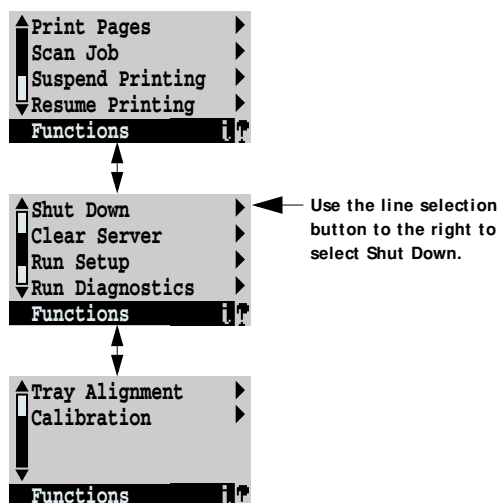 Print Pages
Scan Job
Suspend Printing
Resume Printing
Functions
Shut Down
Clear Server
Run Setup
Run Diagnostics
Functions
Use the line selection
button to the right to
select Shut Down.
Tray Alignment
Calibration
Functions